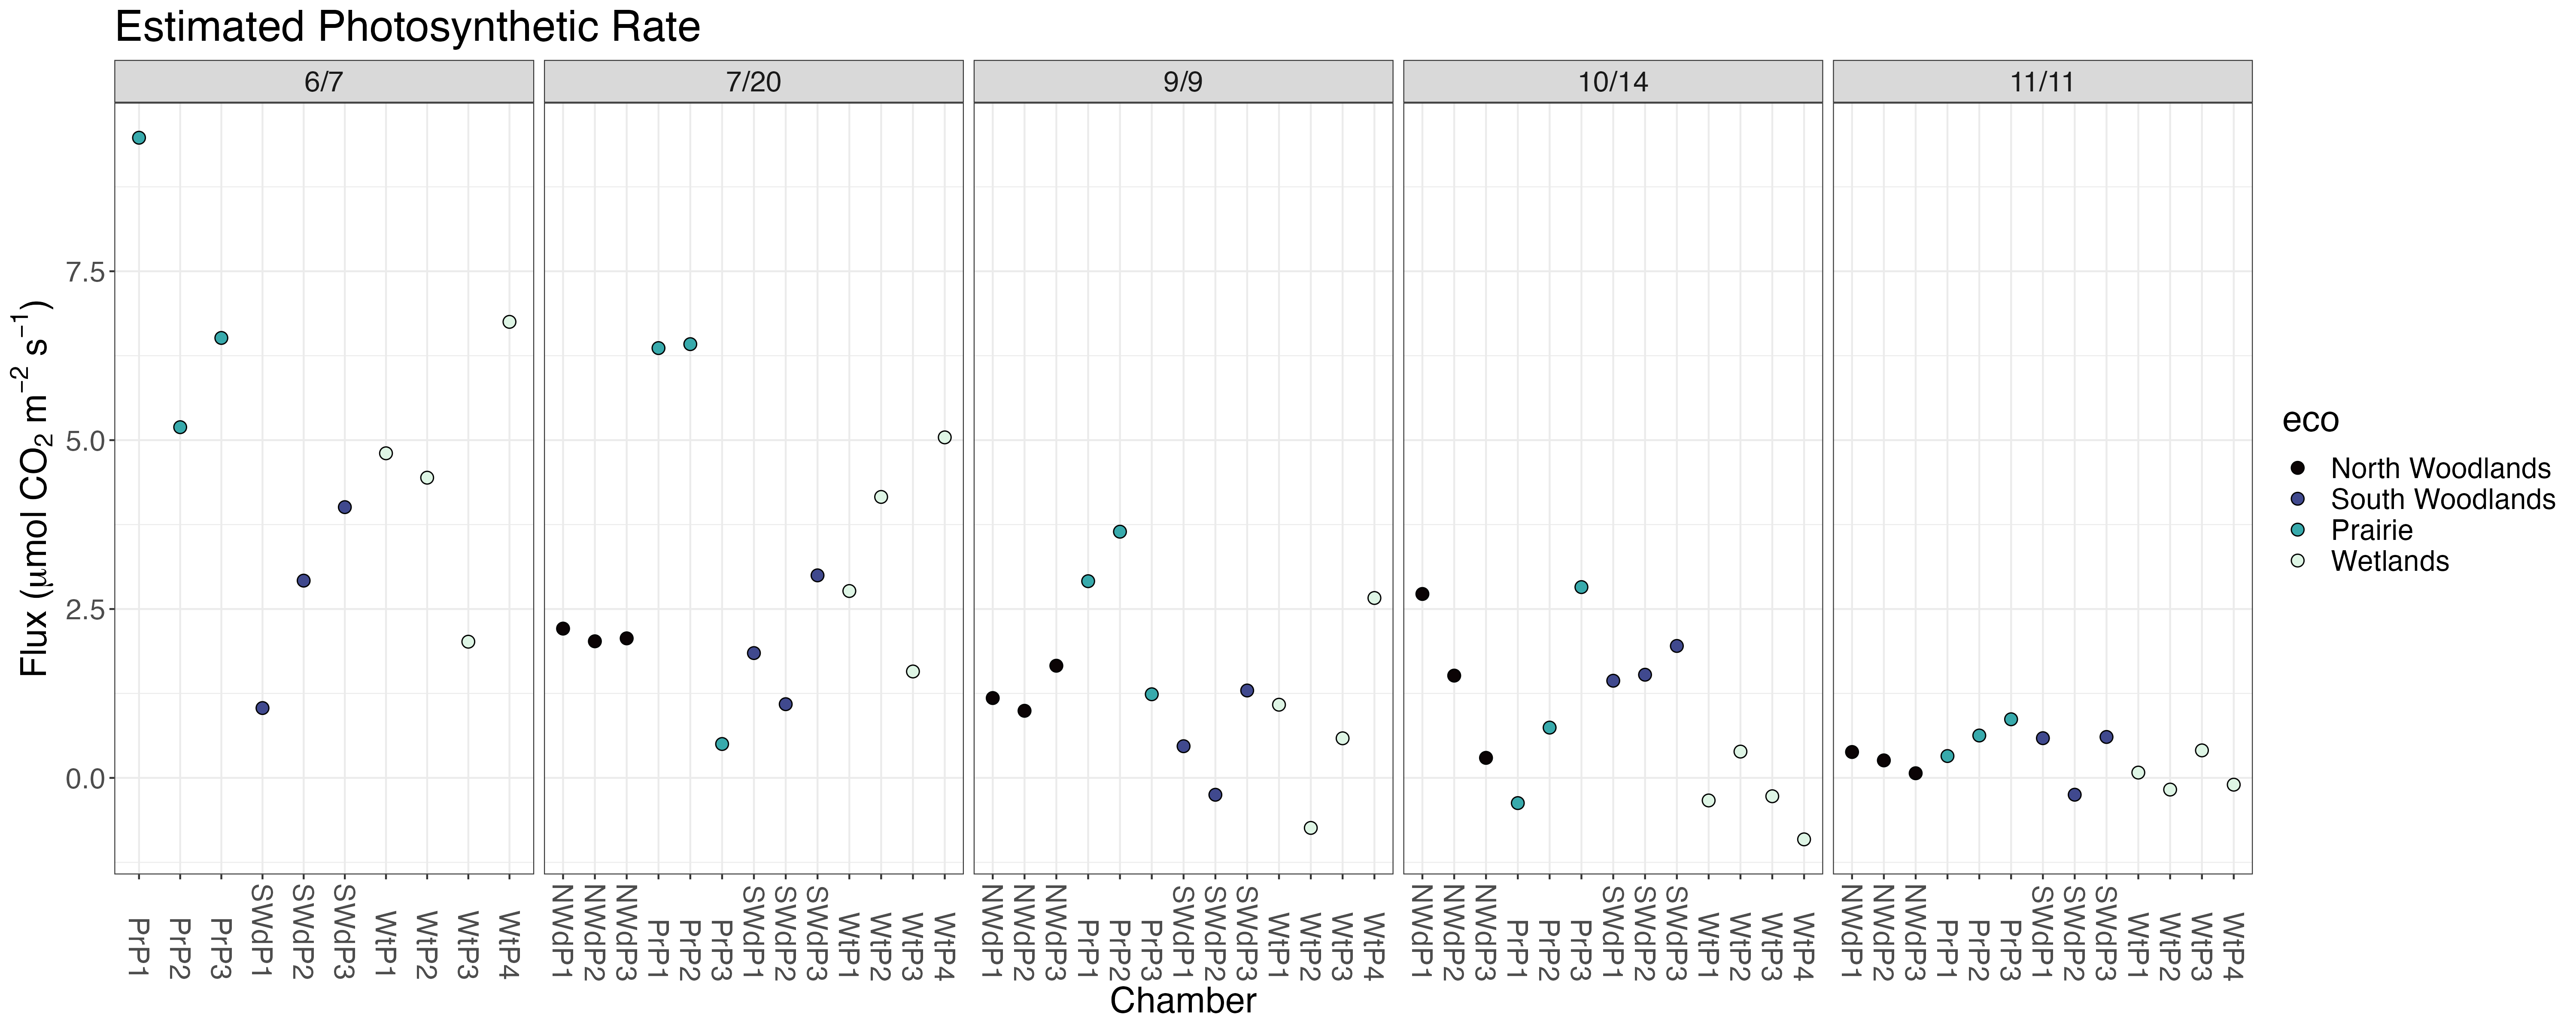 Estimated Photosynthetic Rate
6/7 7/20 9/9 10/14 11/11
Flux (μmol CO₂ m⁻² s⁻¹)
7.5
5.0
2.5
0.0
PrP1 PrP2 PrP3 SWdP1 SWdP2 SWdP3 WtP1 WtP2 WtP3 WtP4
NWdP1 NWdP2 NWdP3 PrP1 PrP2 PrP3 SWdP1 SWdP2 SWdP3 WtP1 WtP2 WtP3 WtP4
NWdP1 NWdP2 NWdP3 PrP1 PrP2 PrP3 SWdP1 SWdP2 SWdP3 WtP1 WtP2 WtP3 WtP4
NWdP1 NWdP2 NWdP3 PrP1 PrP2 PrP3 SWdP1 SWdP2 SWdP3 WtP1 WtP2 WtP3 WtP4
NWdP1 NWdP2 NWdP3 PrP1 PrP2 PrP3 SWdP1 SWdP2 SWdP3 WtP1 WtP2 WtP3 WtP4
Chamber
eco
North Woodlands
South Woodlands
Prairie
Wetlands